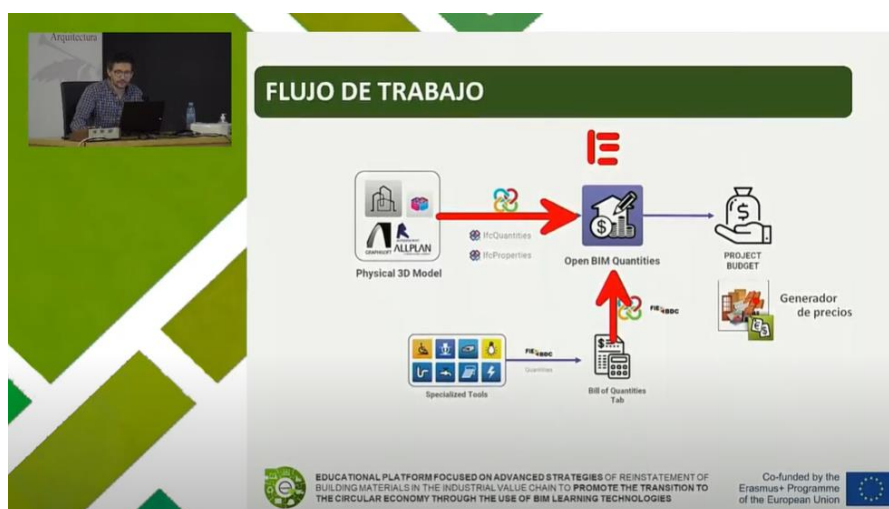 Arquitectura
FLUJO DE TRABAJO
GRAPHISOFT
ALLPLAN
Physical 3D Model
IfcQuantities
IfcProperties
Open BIM Quantities
PROJECT
BUDGET
Generador
de precios
Specialized Tools
Quantities
Bill of Quantities
Tab
EDUCATIONAL PLATFORM FOCUSED ON ADVANCED STRATEGIES OF REINSTATEMENT OF
BUILDING MATERIALS IN THE INDUSTRIAL VALUE CHAIN TO PROMOTE THE TRANSITION TO
THE CIRCULAR ECONOMY THROUGH THE USE OF BIM LEARNING TECHNOLOGIES
Co-funded by the
Erasmus+ Programme
of the European Union